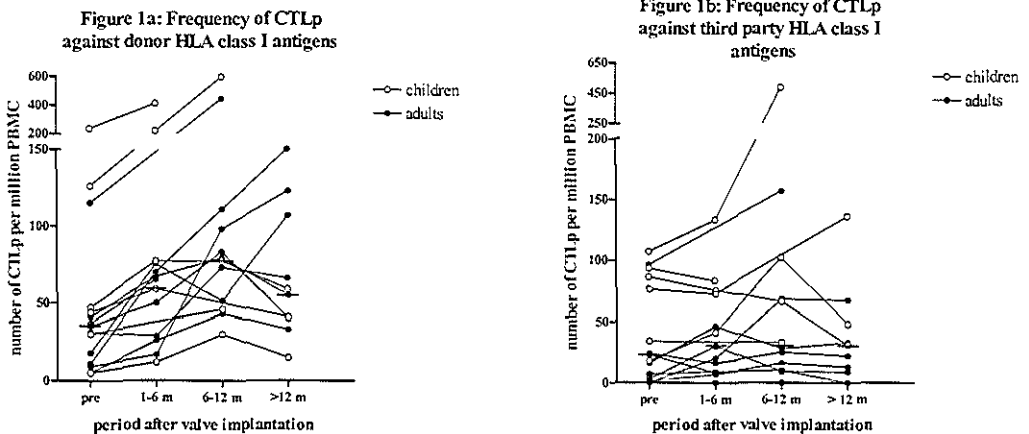 Figure 1a: Frequency of CTLp
against donor HLA class I antigens
600
400
200
150
100
50
0
number of CTLp per million PBMC
pre
1-6 m
6-12 m
>12 m
period after valve implantation
children
adults
Figure 1b: Frequency of CTLp
against third party HLA class I
antigens
650
450
250
200
150
100
50
0
number of CTLp per million PBMC
pre
1-6 m
6-12 m
> 12 m
period after valve implantation
children
adults